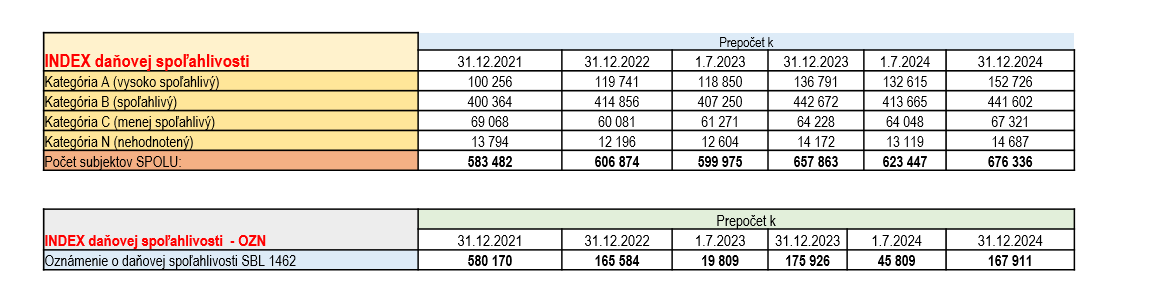 Prepočet k
INDEX daňovej spoľahlivosti 31.12.2021 31.12.2022 1.7.2023 31.12.2023 1.7.2024 31.12.2024
Kategória A (vysoko spoľahlivý) 100 256 119 741 118 850 136 791 132 615 152 726
Kategória B (spoľahlivý) 400 364 414 856 407 250 442 672 413 665 441 602
Kategória C (menej spoľahlivý) 69 068 60 081 61 271 64 228 64 048 67 321
Kategória N (nehodnotený) 13 794 12 196 12 604 14 172 13 119 14 687
Počet subjektov SPOLU: 583 482 606 874 599 975 657 863 623 447 676 336
Prepočet k
INDEX daňovej spoľahlivosti - OZN 31.12.2021 31.12.2022 1.7.2023 31.12.2023 1.7.2024 31.12.2024
Oznámenie o daňovej spoľahlivosti SBL 1462 580 170 165 584 19 809 175 926 45 809 167 911